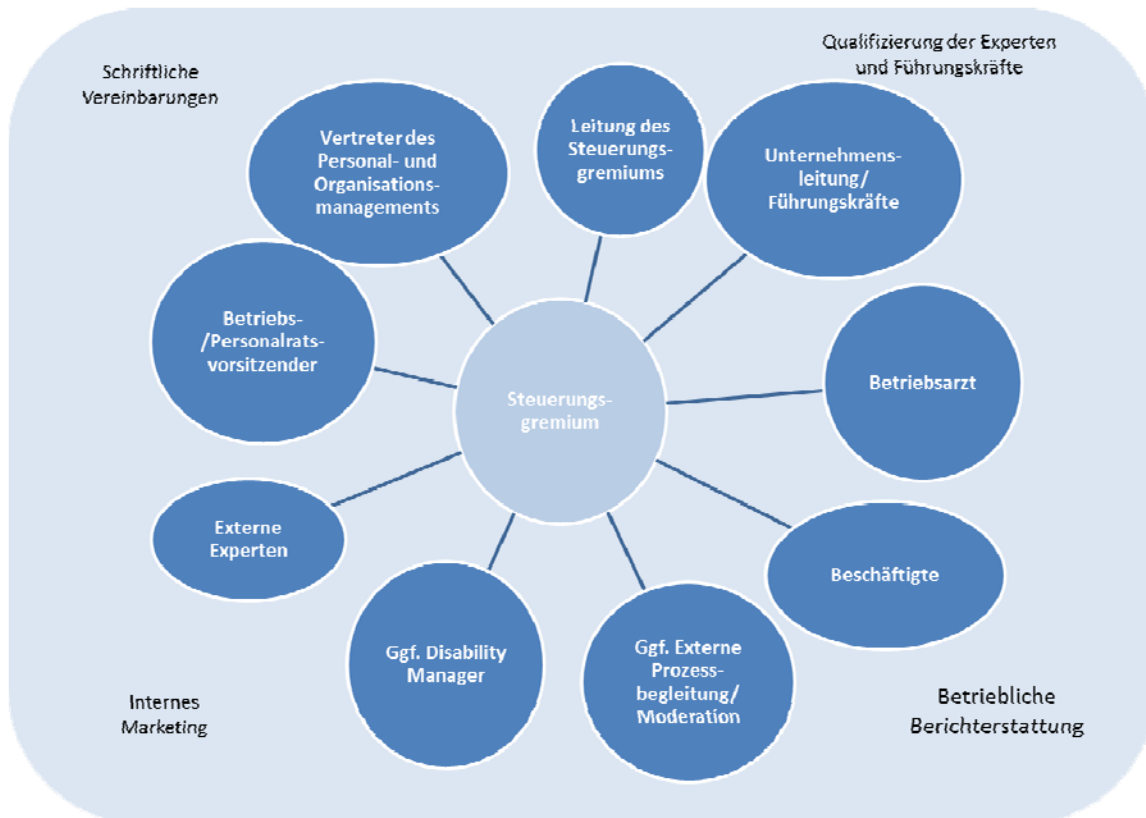 Schriftliche
Vereinbarungen
Qualifizierung der Experten
und Führungskräfte
Vertreter des
Personal- und
Organisations-
managements
Leitung des
Steuerungs-
gremiums
Unternehmens-
leitung/
Führungskräfte
Betriebs-
/Personalrats-
vorsitzender
Steuerungs-
gremium
Betriebsarzt
Externe
Experten
Beschäftigte
Ggf. Disability
Manager
Ggf. Externe
Prozess-
begleitung/
Moderation
Internes
Marketing
Betriebliche
Berichterstattung